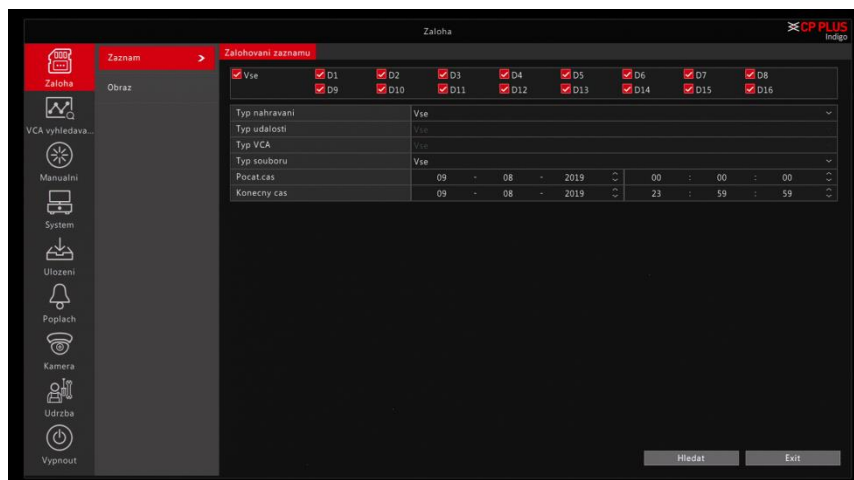 Zaloha
CP PLUS
Indigo
Zaloha
VCA vyhledava...
Manualni
System
Ulozeni
Poplach
Kamera
Udrzba
Vypnout
Zaznam >
Obraz
Zalohovani zaznamu
Vse D1 D2 D3 D4 D5 D6 D7 D8
D9 D10 D11 D12 D13 D14 D15 D16
Typ nahravani Vse
Typ udalosti Vse
Typ VCA Vse
Typ souboru Vse
Pocat.cas 09 - 08 - 2019 00 : 00 : 00
Konecny cas 09 - 08 - 2019 23 : 59 : 59
Hledat Exit